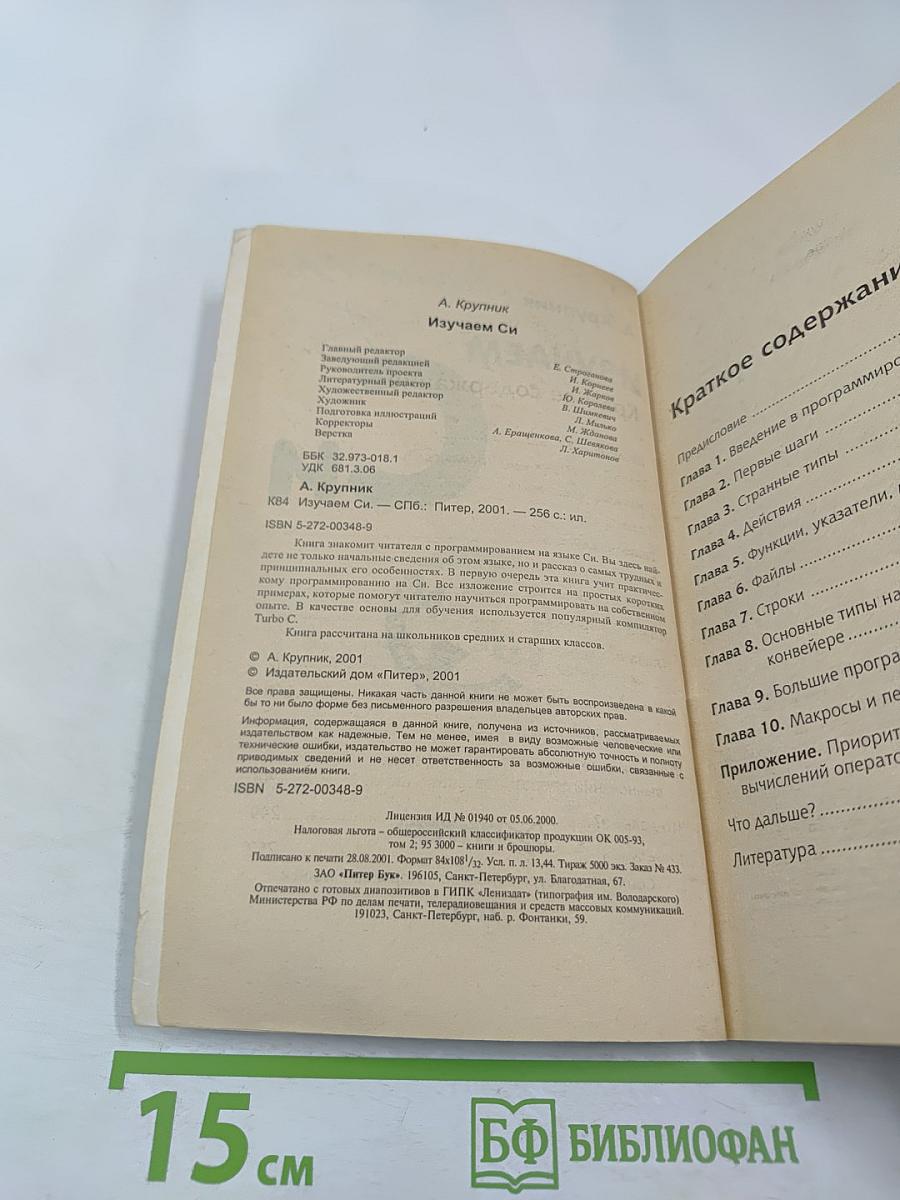 А. Крупник
Изучаем Си
Главный редактор Е. Строганова
Заведующий редакцией И. Корнеев
Руководитель проекта И. Жарков
Литературный редактор Ю. Королева
Художественный редактор В. Шимкевич
Художник Л. Милько
Подготовка иллюстраций М. Жданова
Корректоры А. Еращенкова, С. Шевякова
Верстка Л. Харитонов
ББК 32.973-018.1
УДК 681.3.06
А. Крупник
К84 Изучаем Си. — СПб.: Питер, 2001. — 256 с.: ил.
ISBN 5-272-00348-9
Книга знакомит читателя с программированием на языке Си. Вы здесь най-
дете не только начальные сведения об этом языке, но и рассказ о самых трудных и
принципиальных его особенностях. В первую очередь эта книга учит практичес-
кому программированию на Си. Все изложение строится на простых коротких
примерах, которые помогут читателю научиться программировать на собственном
опыте. В качестве основы для обучения используется популярный компилятор
Turbo C.
Книга рассчитана на школьников средних и старших классов.
© А. Крупник, 2001
© Издательский дом «Питер», 2001
Все права защищены. Никакая часть данной книги не может быть воспроизведена в какой
бы то ни было форме без письменного разрешения владельцев авторских прав.
Информация, содержащаяся в данной книге, получена из источников, рассматриваемых
издательством как надежные. Тем не менее, имея в виду возможные человеческие или
технические ошибки, издательство не может гарантировать абсолютную точность и полноту
приводимых сведений и не несет ответственность за возможные ошибки, связанные с
использованием книги.
ISBN 5-272-00348-9
Лицензия ИД № 01940 от 05.06.2000.
Налоговая льгота – общероссийский классификатор продукции ОК 005-93,
том 2; 95 3000 – книги и брошюры.
Подписано к печати 28.08.2001. Формат 84x108 1/32. Усл. п. л. 13,44. Тираж 5000 экз. Заказ № 433.
ЗАО «Питер Бук». 196105, Санкт-Петербург, ул. Благодатная, 67.
Отпечатано с готовых диапозитивов в ГИПК «Лениздат» (типография им. Володарского)
Министерства РФ по делам печати, телерадиовещания и средств массовых коммуникаций.
191023, Санкт-Петербург, наб. р. Фонтанки, 59.
Краткое содержани
Предисловие
Глава 1. Введение в программиро
Глава 2. Первые шаги
Глава 3. Странные типы
Глава 4. Действия
Глава 5. Функции, указатели,
Глава 6. Файлы
Глава 7. Строки
Глава 8. Основные типы на
конвейере
Глава 9. Большие програ
Глава 10. Макросы и пе
Приложение. Приорит
вычислений операто
Что дальше?
Литература
15 см
БФ БИБЛИОФАН